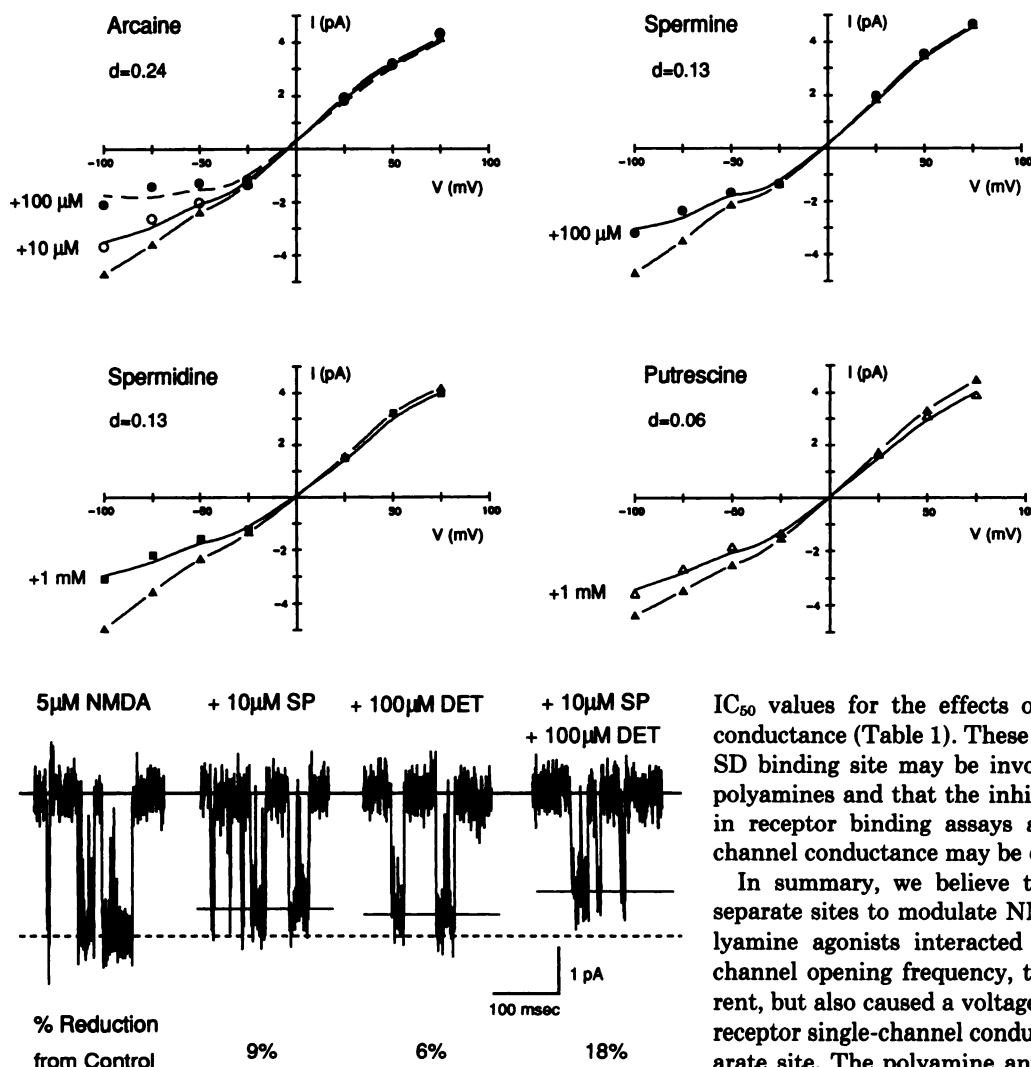 Arcaine
d=0.24
I (pA)
4
2
-100
-50
50
100
V (mV)
-2
-4
+100 μM
+10 μM
Spermine
d=0.13
I (pA)
4
2
-100
-50
50
100
V (mV)
-2
-4
+100 μM
Spermidine
d=0.13
I (pA)
4
2
-100
-50
50
100
V (mV)
-2
-4
+1 mM
Putrescine
d=0.06
I (pA)
4
2
-100
-50
50
V (mV)
-2
-4
+1 mM
5μM NMDA
+ 10μM SP
+ 100μM DET
+ 10μM SP
+ 100μM DET
1 pA
100 msec
% Reduction
from Control
9%
6%
18%
IC₅₀ values for the effects o
conductance (Table 1). These
SD binding site may be invo
polyamines and that the inhi
in receptor binding assays a
channel conductance may be
In summary, we believe t
separate sites to modulate N
lyamine agonists interacted
channel opening frequency, t
rent, but also caused a voltage
receptor single-channel condu
arate site. The polyamine an